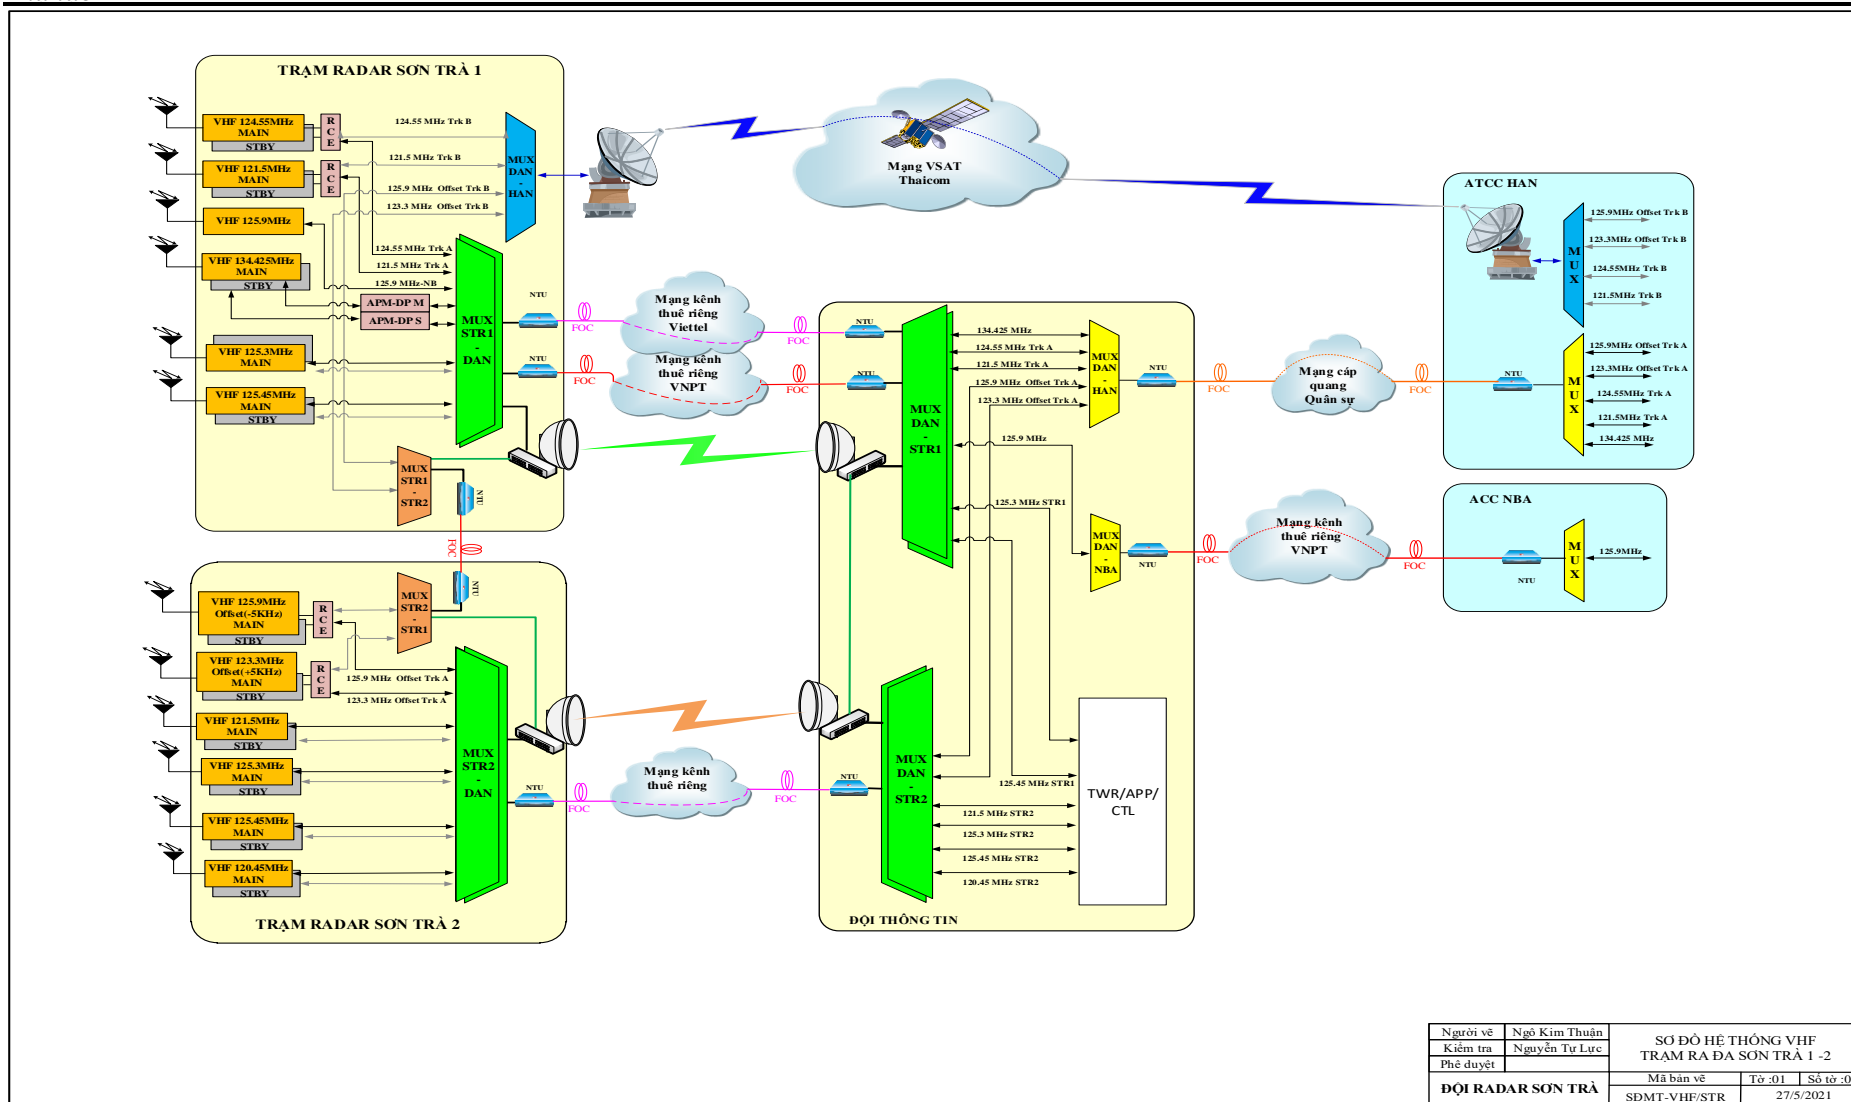 TRẠM RADAR SƠN TRÀ 1
VHF 124.55MHz
MAIN
STBY
R
C
E
124.55 MHz Trk B
VHF 121.5MHz
MAIN
STBY
R
C
E
121.5 MHz Trk B
125.9 MHz Offset Trk B
123.3 MHz Offset Trk B
MUX
DAN
-
HAN
VHF 125.9MHz
VHF 134.425MHz
MAIN
STBY
124.55 MHz Trk A
121.5 MHz Trk A
125.9 MHz-NB
APM-DP M
APM-DP S
MUX
STR1
-
DAN
VHF 125.3MHz
MAIN
VHF 125.45MHz
MAIN
STBY
MUX
STR1
-
STR2
NTU
NTU
NTU
FOC
FOC
FOC
Mạng VSAT
Thaicom
Mạng kênh
thuê riêng
Viettel
Mạng kênh
thuê riêng
VNPT
FOC
FOC
NTU
NTU
MUX
DAN
-
STR1
134.425 MHz
124.55 MHz Trk A
121.5 MHz Trk A
125.9 MHz Offset Trk A
123.3 MHz Offset Trk A
125.9 MHz
125.3 MHz STR1
MUX
DAN
-
HAN
NTU
FOC
Mạng cáp
quang
Quân sự
FOC
NTU
MUX
DAN
-
NBA
NTU
FOC
Mạng kênh
thuê riêng
VNPT
FOC
NTU
ATCC HAN
M
U
X
125.9MHz Offset Trk B
123.3MHz Offset Trk B
124.55MHz Trk B
121.5MHz Trk B
M
U
X
125.9MHz Offset Trk A
123.3MHz Offset Trk A
124.55MHz Trk A
121.5MHz Trk A
134.425 MHz
ACC NBA
M
U
X
125.9MHz
NTU
MUX
STR2
-
STR1
VHF 125.9MHz
Offset(-5KHz)
MAIN
STBY
R
C
E
VHF 123.3MHz
Offset(+5KHz)
MAIN
STBY
R
C
E
125.9 MHz Offset Trk A
123.3 MHz Offset Trk A
VHF 121.5MHz
MAIN
STBY
VHF 125.3MHz
MAIN
STBY
VHF 125.45MHz
MAIN
STBY
VHF 120.45MHz
MAIN
STBY
MUX
STR2
-
DAN
TRẠM RADAR SƠN TRÀ 2
NTU
FOC
Mạng kênh
thuê riêng
FOC
NTU
MUX
DAN
-
STR2
125.45 MHz STR1
121.5 MHz STR2
125.3 MHz STR2
125.45 MHz STR2
120.45 MHz STR2
TWR/APP/
CTL
ĐỘI THÔNG TIN
Người vẽ Ngô Kim Thuận
Kiểm tra Nguyễn Tự Lực
Phê duyệt
ĐỘI RADAR SƠN TRÀ
SƠ ĐỒ HỆ THỐNG VHF
TRẠM RA ĐA SƠN TRÀ 1 -2
Mã bản vẽ Tờ :01 Số tờ :0
SĐMT-VHF/STR 27/5/2021